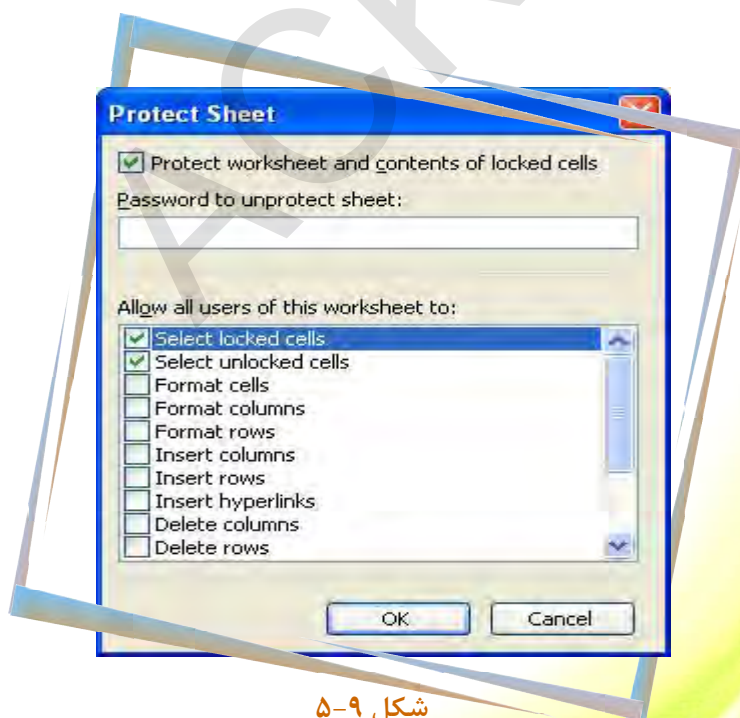 Protect Sheet
Protect worksheet and contents of locked cells
Password to unprotect sheet:
Allow all users of this worksheet to:
Select locked cells
Select unlocked cells
Format cells
Format columns
Format rows
Insert columns
Insert rows
Insert hyperlinks
Delete columns
Delete rows
OK
Cancel
شکل ۹-۵